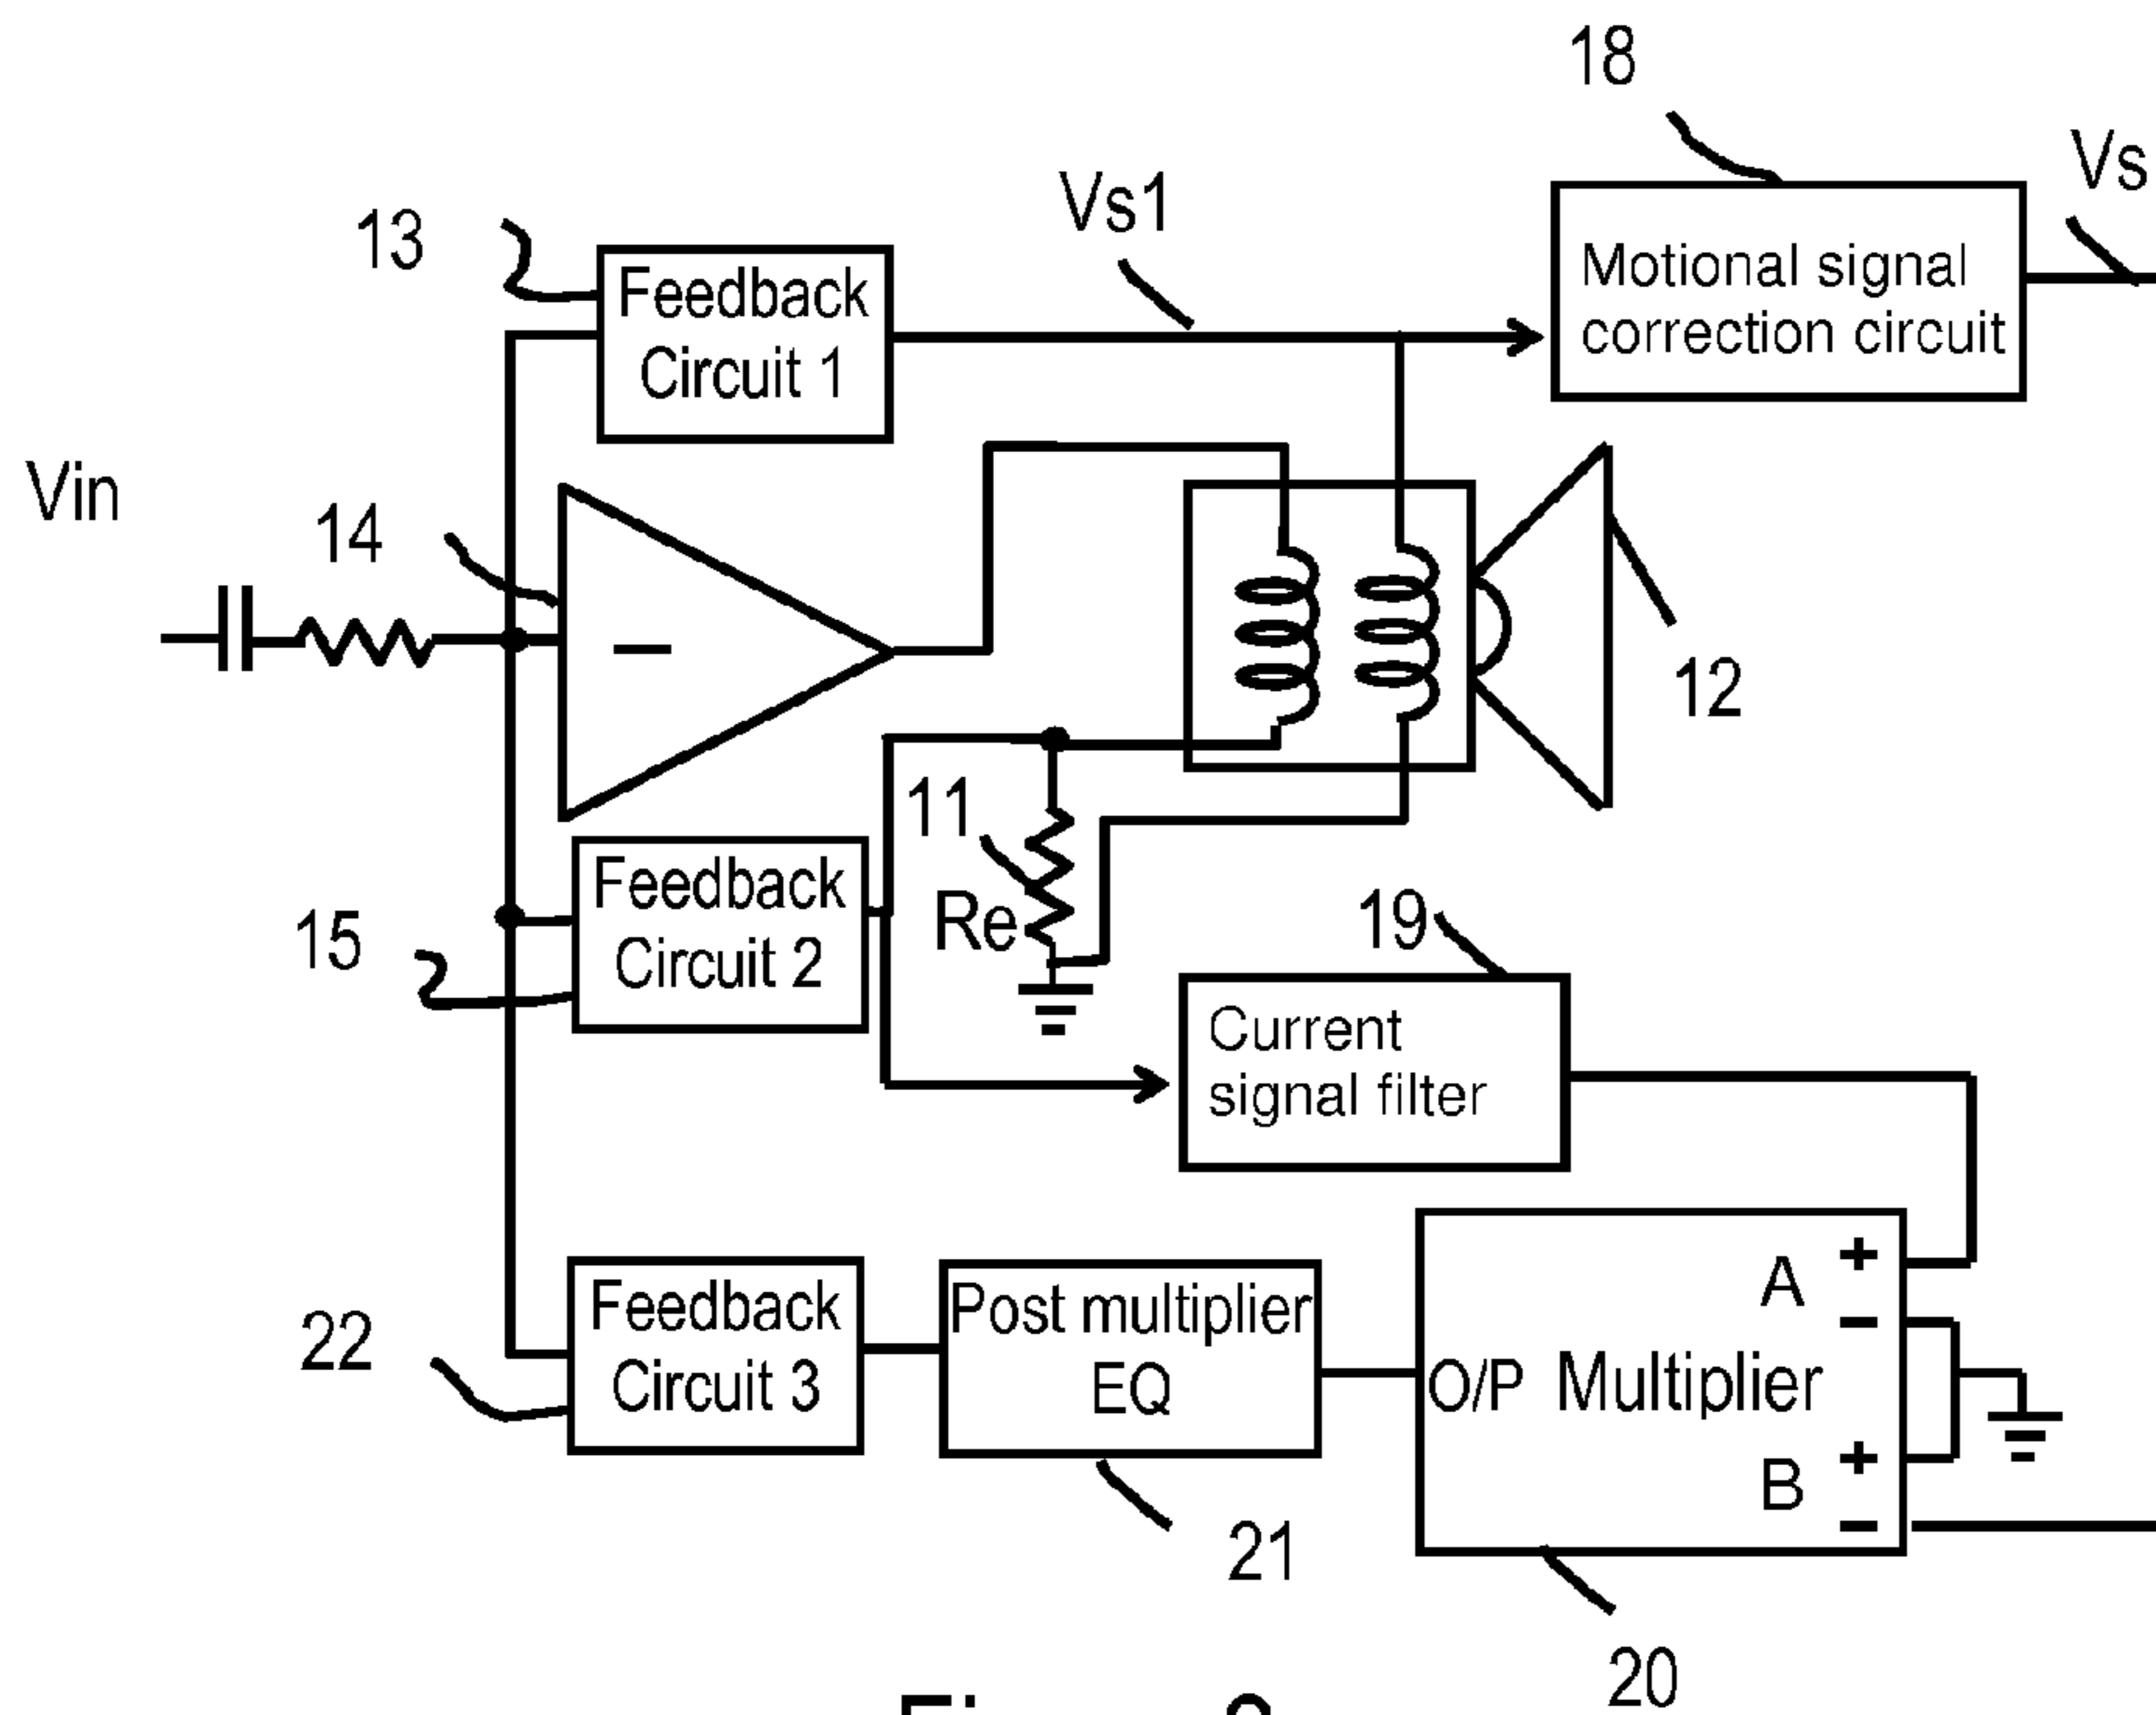 18
Vs
Vs1
13
Feedback
Circuit 1
Motional signal
correction circuit
Vin
14
−
12
11
Re
15
Feedback
Circuit 2
19
Current
signal filter
22
Feedback
Circuit 3
Post multiplier
EQ
O/P Multiplier
A +
−
B +
−
21
20